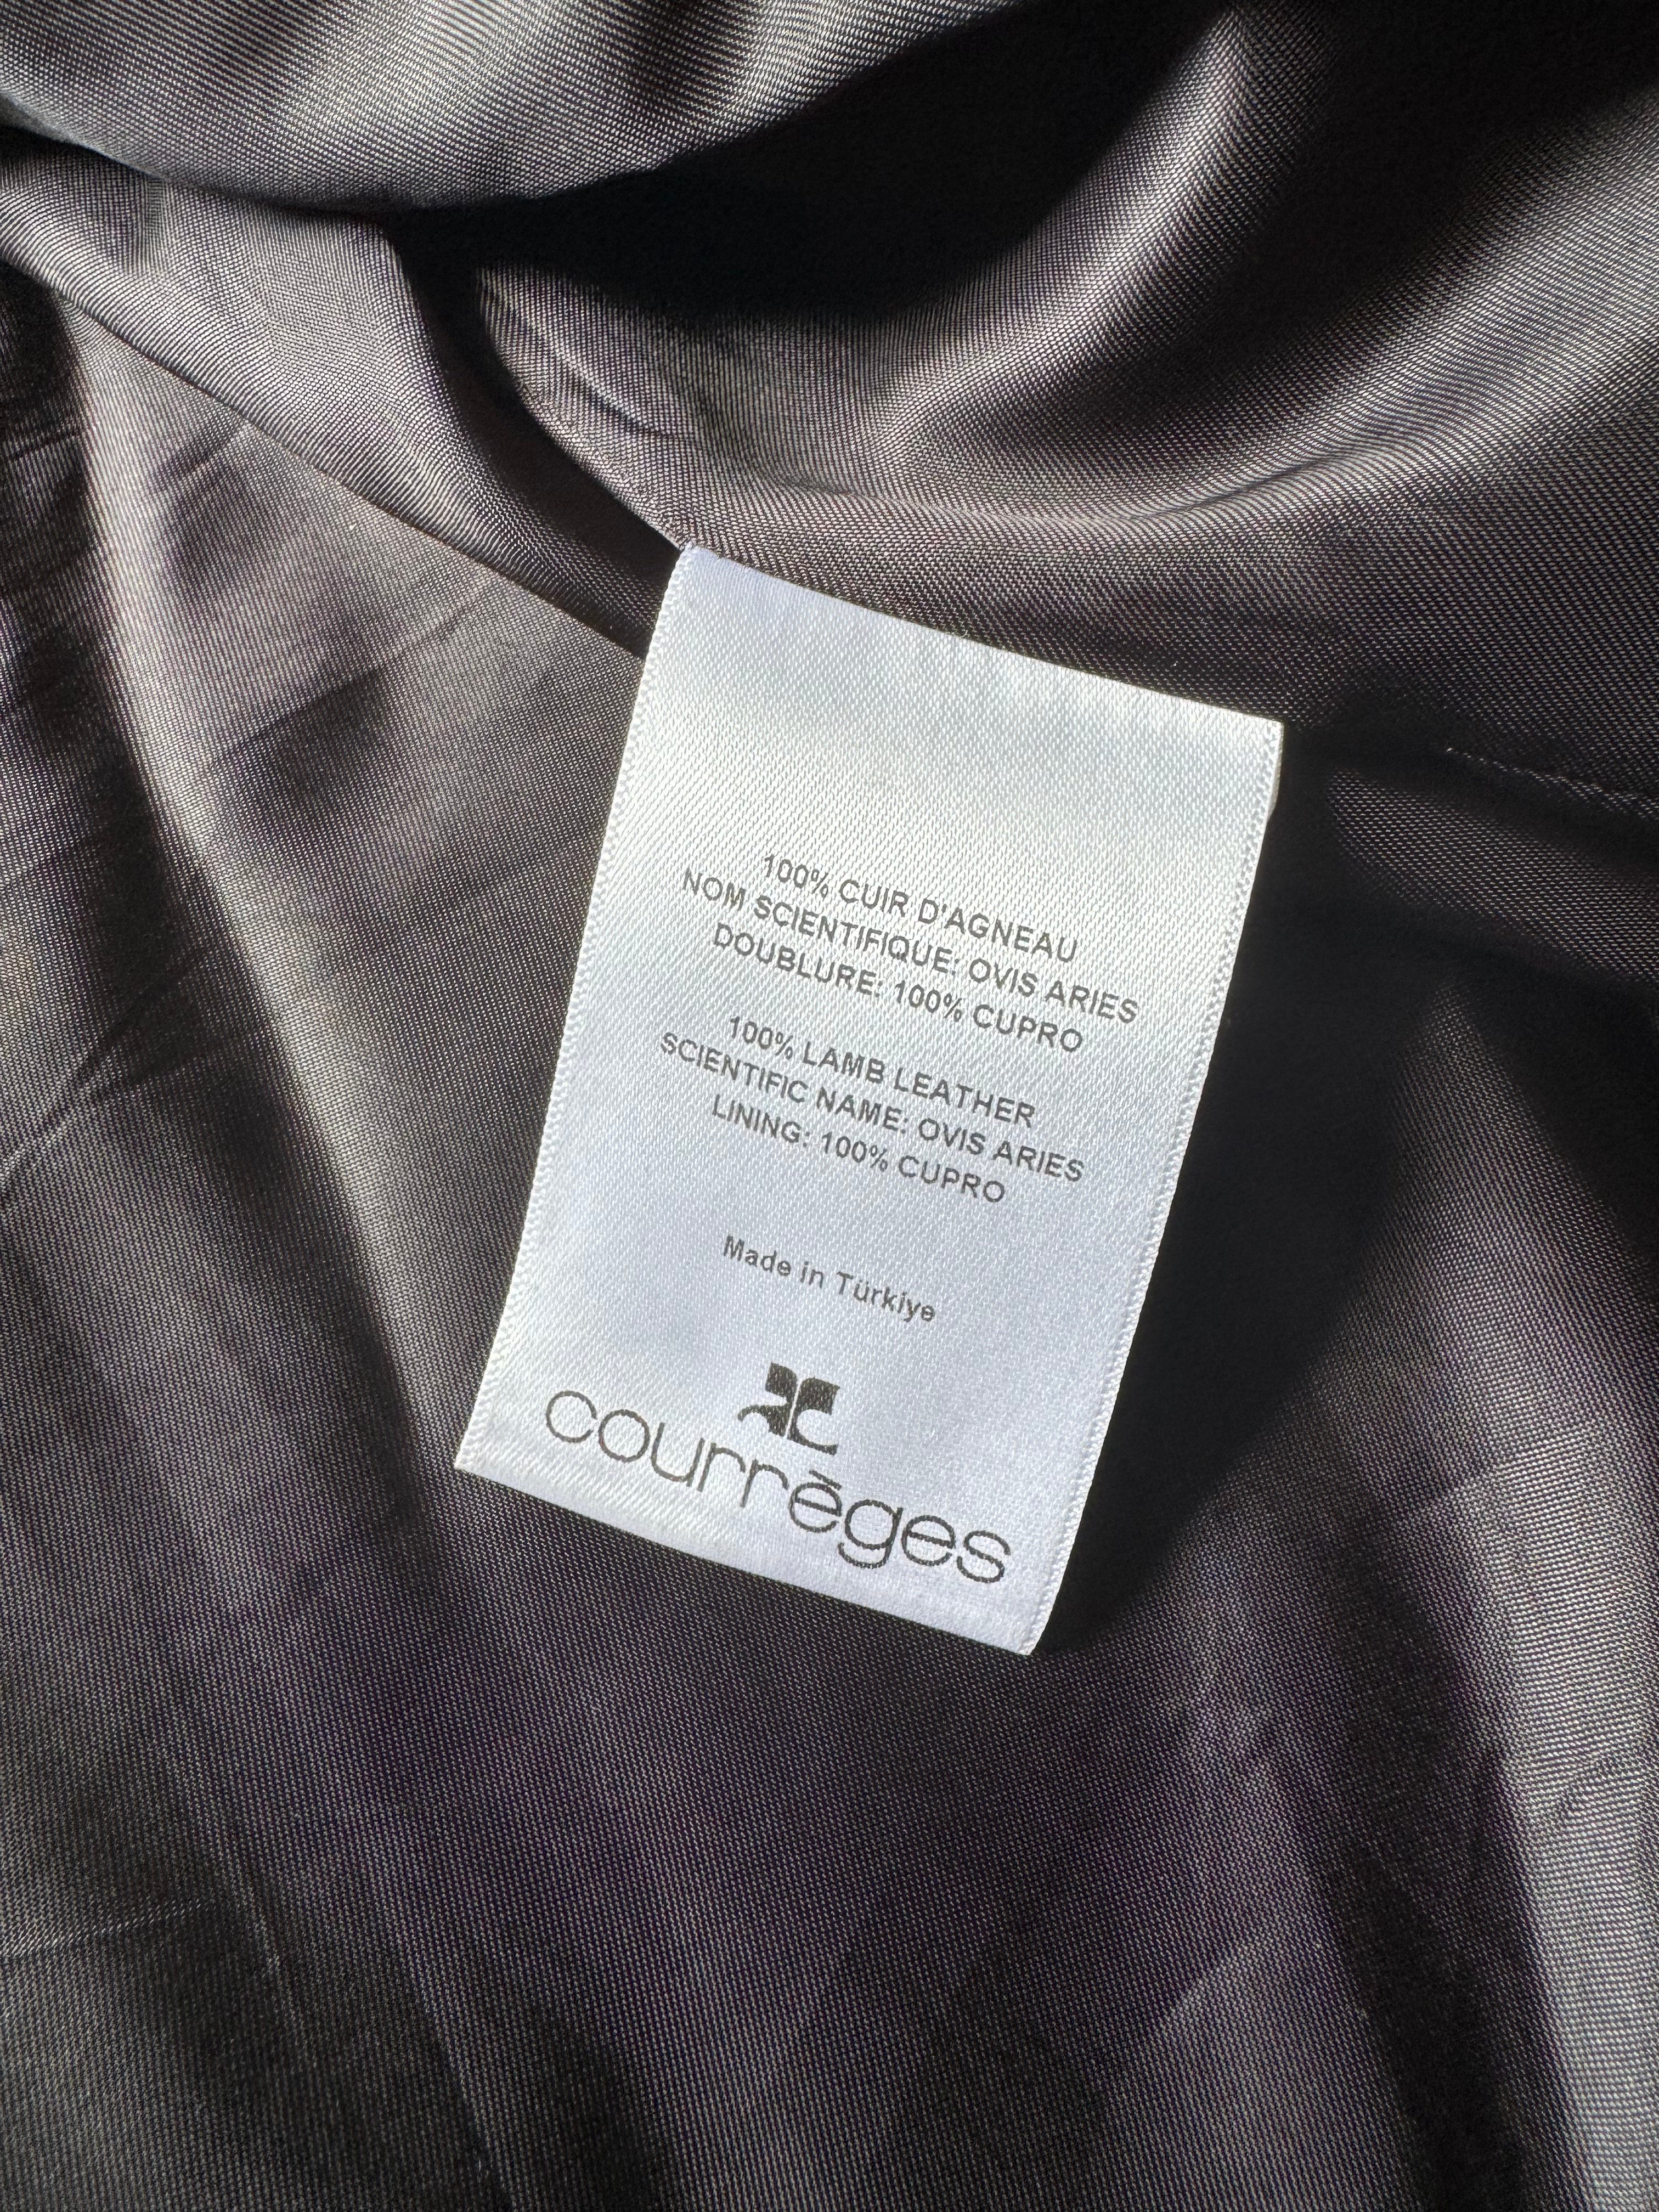 100% CUIR D'AGNEAU
NOM SCIENTIFIQUE: OVIS ARIES
DOUBLURE: 100% CUPRO
100% LAMB LEATHER
SCIENTIFIC NAME: OVIS ARIES
LINING: 100% CUPRO
Made in Türkiye
courrèges